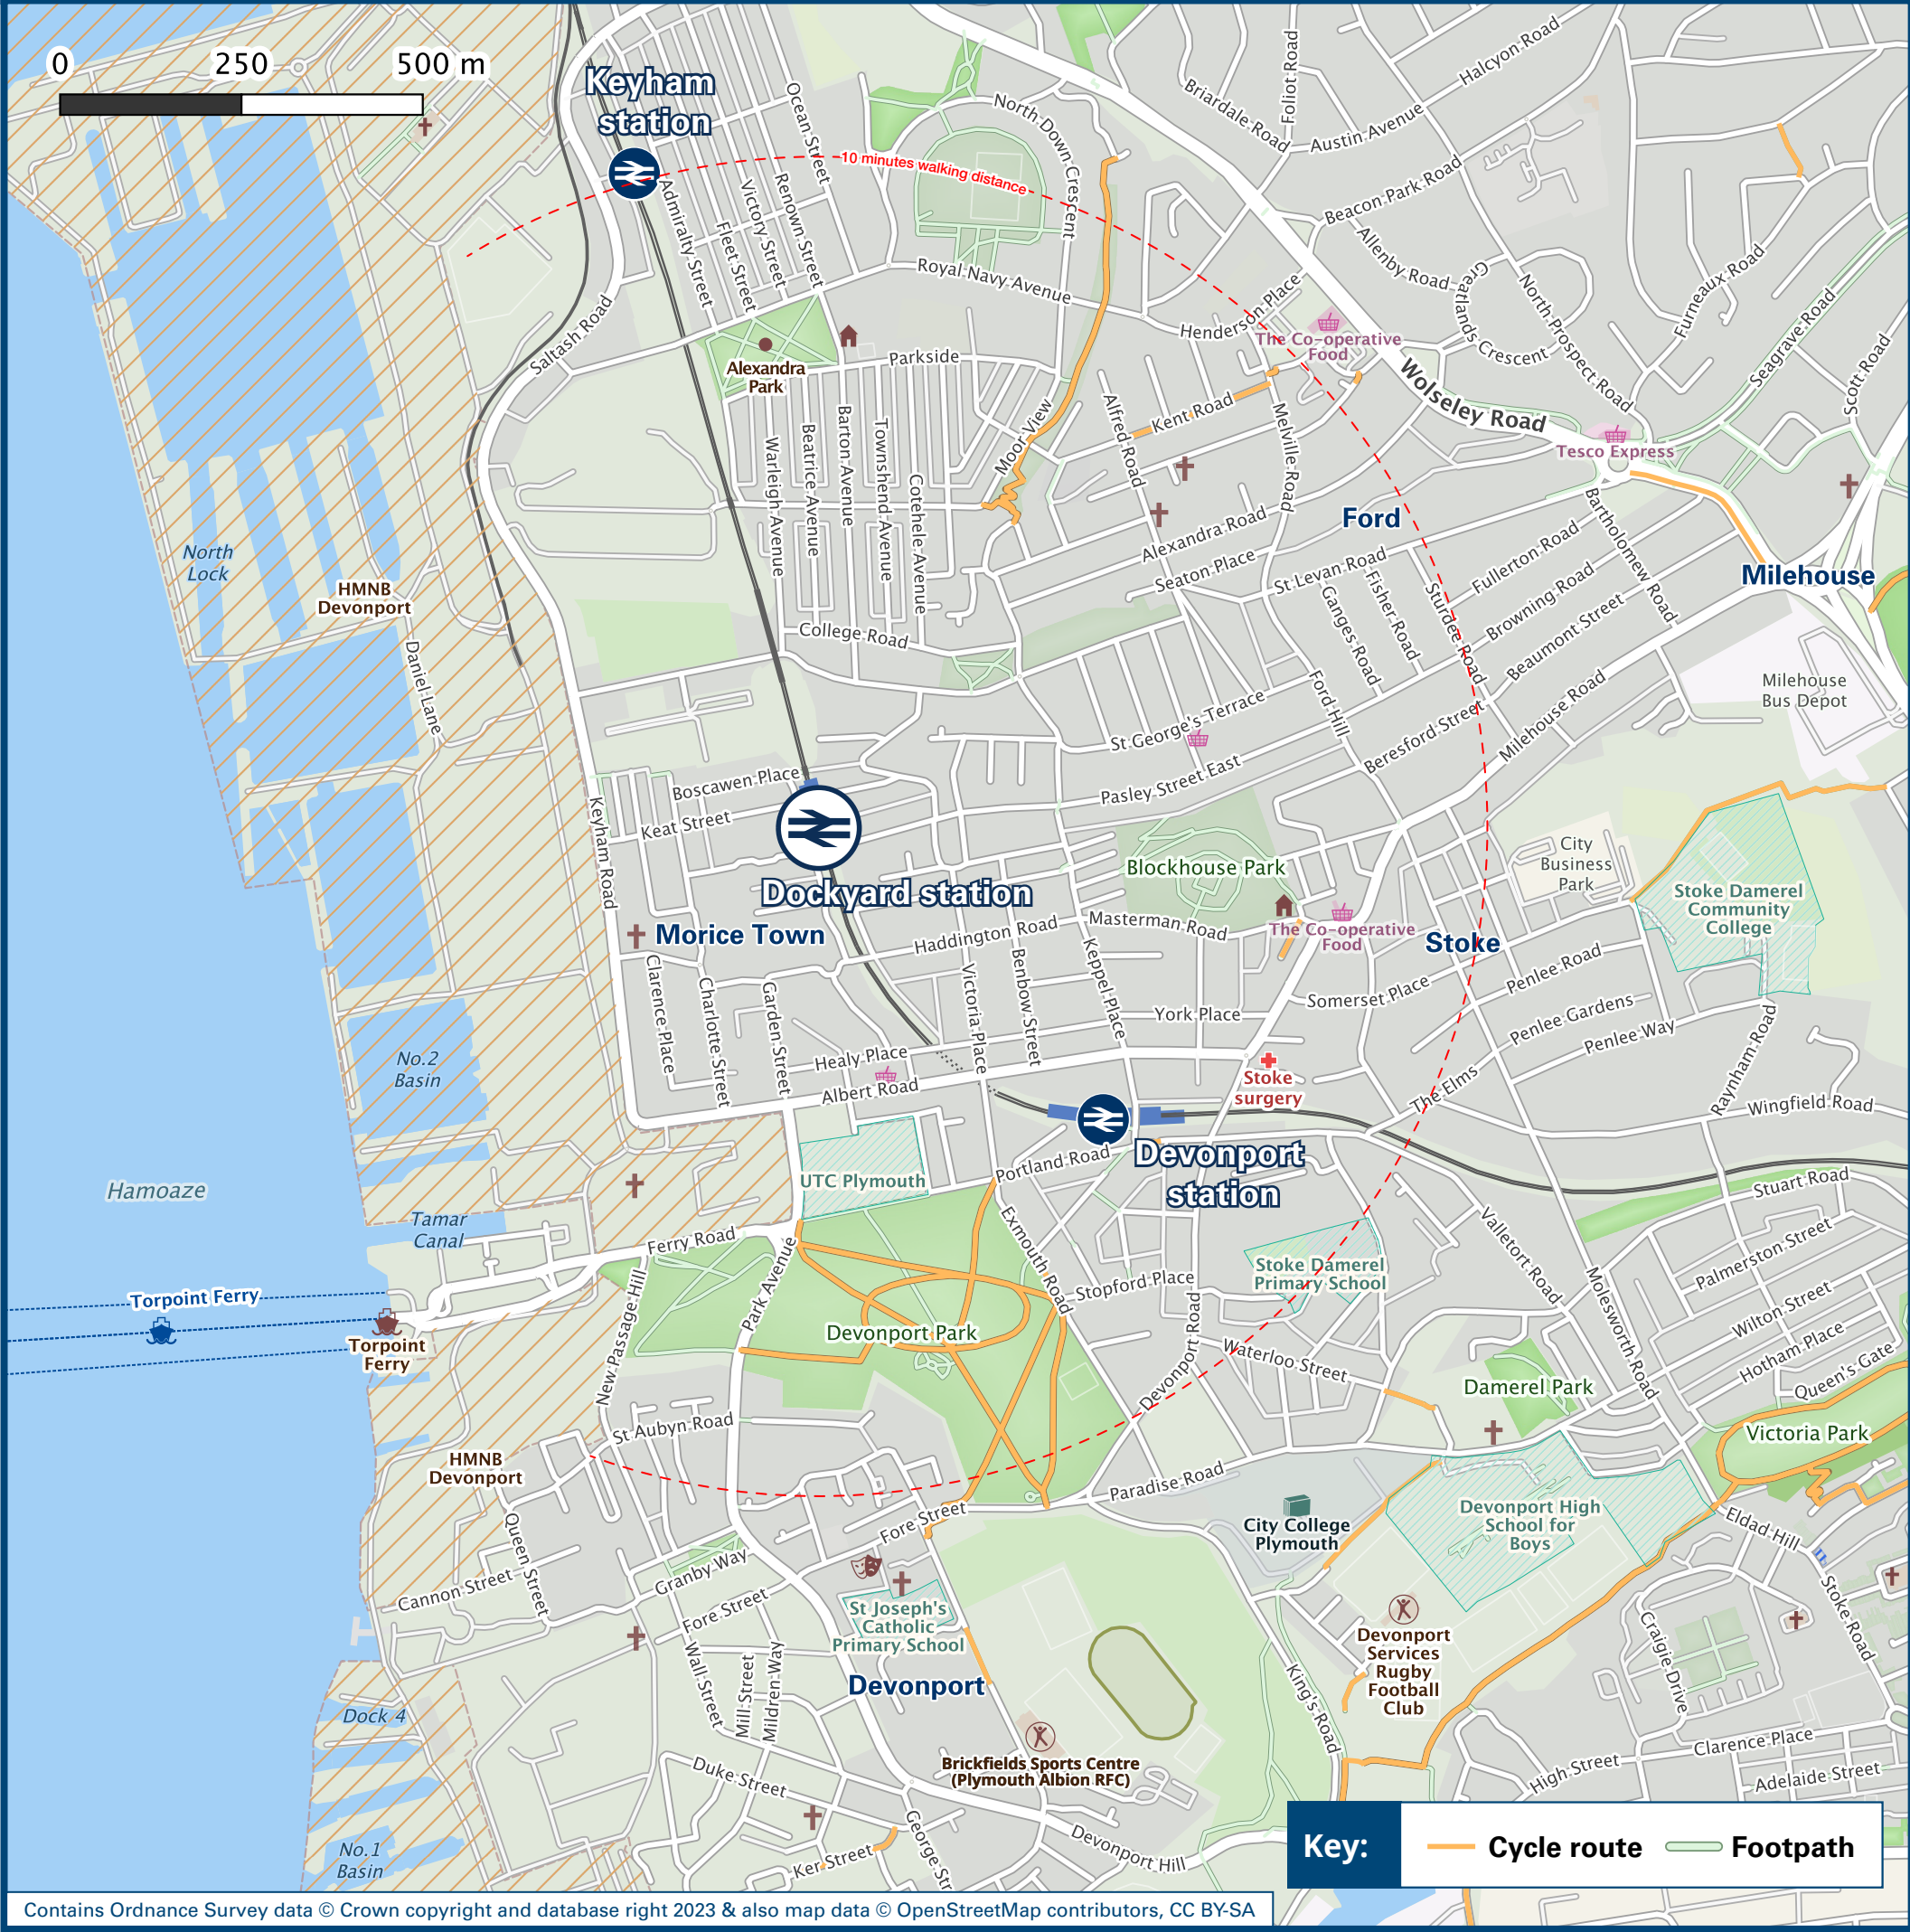 0 250 500 m
Keyham
station
Ocean Street
North Down Crescent
Briardale Road
Foliot Road
Halcyon Road
Austin Avenue
10 minutes walking distance
Admiralty Street
Fleet Street
Victory Street
Renown Street
Beacon Park Road
Allenby Road
Greatlands Crescent
North Prospect Road
Furneaux Road
Seagrave Road
Scott Road
Royal Navy Avenue
Henderson Place
The Co-operative
Food
Saltash Road
Alexandra
Park
Parkside
Wolseley Road
Tesco Express
Kent Road
Alfred Road
Melville Road
Moor View
Warleigh Avenue
Beatrice Avenue
Barton Avenue
Townshend Avenue
Cotehele Avenue
Ford
Alexandra Road
Seaton Place
St Levan Road
Bartholomew Road
Fullerton Road
Browning Road
Beaumont Street
Milehouse
North
Lock
HMNB
Devonport
Daniel Lane
College Road
Ganges Road
Fisher Road
Sturdee Road
Ford Hill
Milehouse
Bus Depot
St George's Terrace
Beresford Street
Milehouse Road
Pasley Street East
Boscawen Place
Keat Street
Keyham Road
Dockyard station
Blockhouse Park
City
Business
Park
Stoke Damerel
Community
College
Morice Town
Haddington Road
Masterman Road
The Co-operative
Food
Stoke
Clarence Place
Charlotte Street
Garden Street
Victoria Place
Benbow Street
Keppel Place
York Place
Somerset Place
Penlee Road
Penlee Gardens
Penlee Way
Raynham Road
No.2
Basin
Healy Place
Albert Road
Stoke
surgery
The Elms
Wingfield Road
Devonport
station
Portland Road
UTC Plymouth
Hamoaze
Tamar
Canal
Ferry Road
Exmouth Road
Stuart Road
Valletort Road
Palmerston Street
Stoke Damerel
Primary School
Stopford Place
Molesworth Road
Wilton Street
Hotham Place
Queen's Gate
Torpoint Ferry
Torpoint
Ferry
New Passage Hill
Park Avenue
Devonport Park
Devonport Road
Waterloo Street
Damerel Park
Victoria Park
St Aubyn Road
HMNB
Devonport
Paradise Road
City College
Plymouth
Devonport High
School for
Boys
Eldad Hill
Stoke Road
Queen Street
Cannon Street
Granby Way
Fore Street
Fore Street
St Joseph's
Catholic
Primary School
Devonport
Services
Rugby
Football
Club
Craigie Drive
Wall Street
Mill Street
Mildren Way
Devonport
King's Road
Dock 4
Brickfields Sports Centre
(Plymouth Albion RFC)
Duke Street
High Street
Clarence Place
Adelaide Street
No.1
Basin
Ker Street
George Str
Devonport Hill
Key: Cycle route Footpath
Contains Ordnance Survey data © Crown copyright and database right 2023 & also map data © OpenStreetMap contributors, CC BY-SA